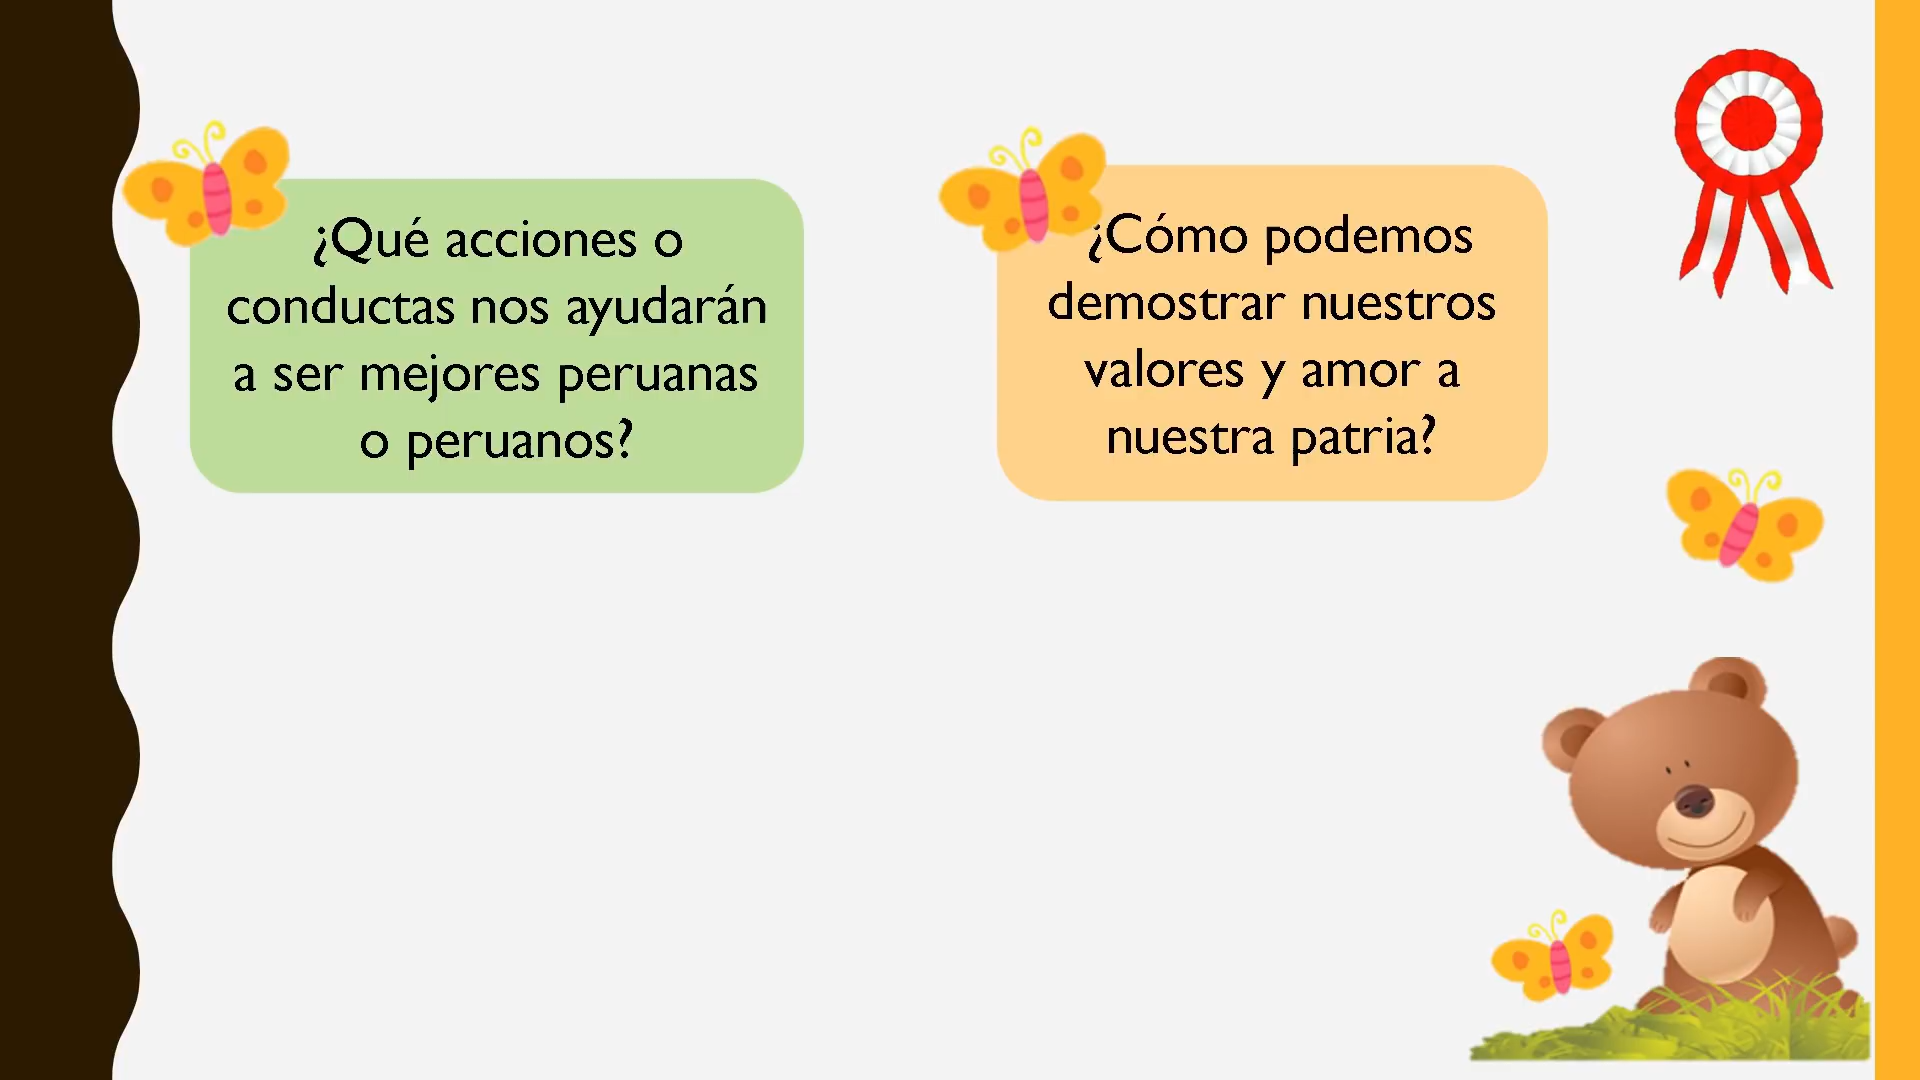 ¿Qué acciones o
conductas nos ayudarán
a ser mejores peruanas
o peruanos?
¿Cómo podemos
demostrar nuestros
valores y amor a
nuestra patria?